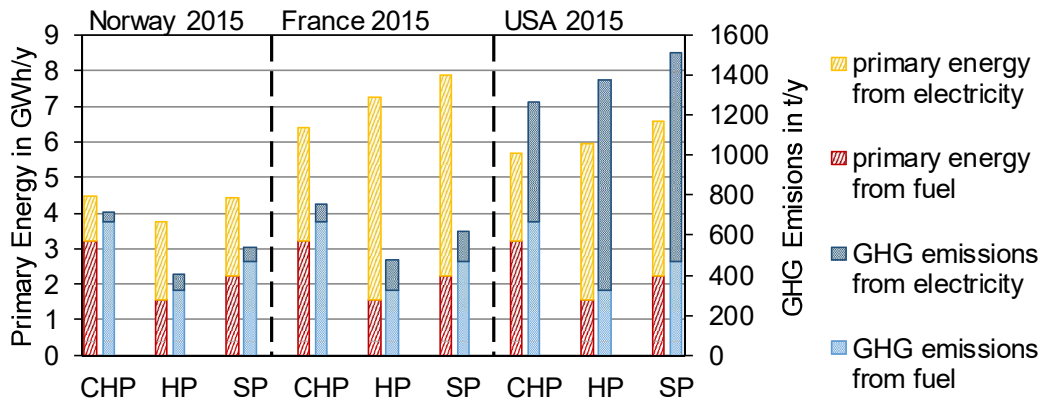 Norway 2015
France 2015
USA 2015
Primary Energy in GWh/y
9
8
7
6
5
4
3
2
1
0
1600
1400
1200
1000
800
600
400
200
0
GHG Emisions in t/y
CHP HP SP CHP HP SP CHP HP SP
primary energy
from electricity
primary energy
from fuel
GHG emissions
from electricity
GHG emissions
from fuel